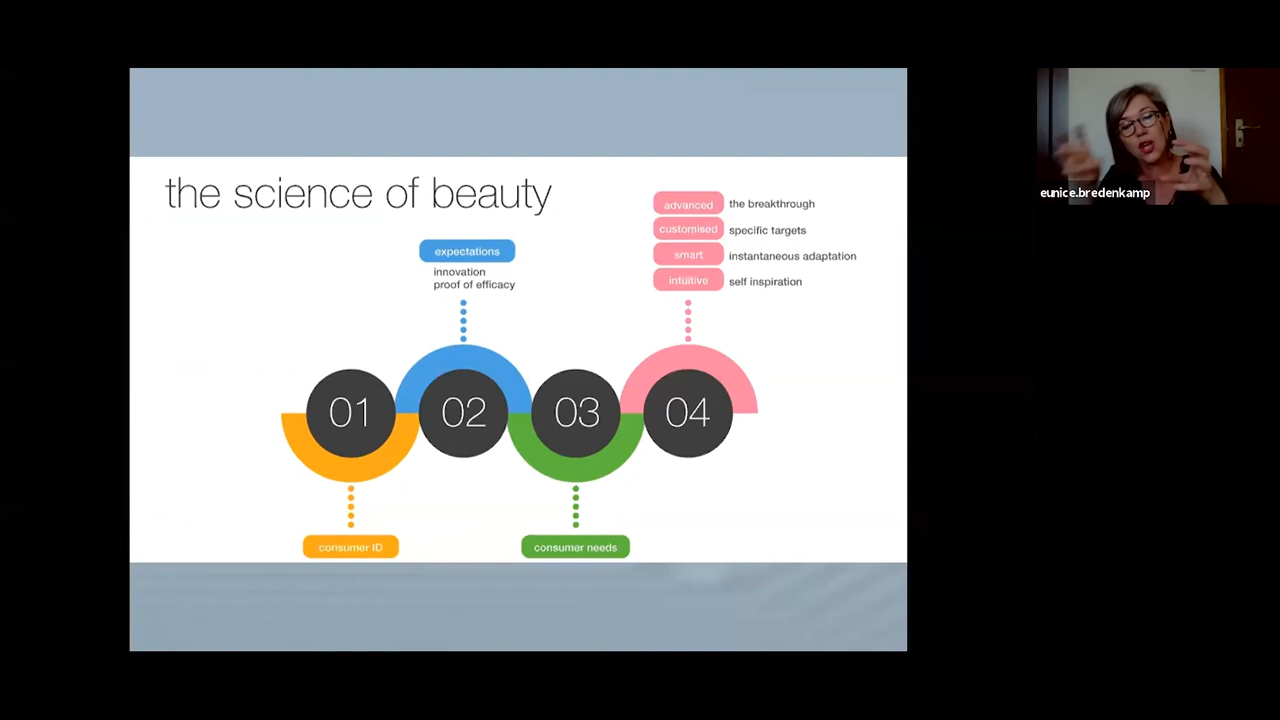 the science of beauty
advanced the breakthrough
customised specific targets
smart instantaneous adaptation
intüitive self inspiration
expectations
innovation
proof of efficacy
01 02 03 04
consumer ID
consumer needs
eunice.bredenkamp